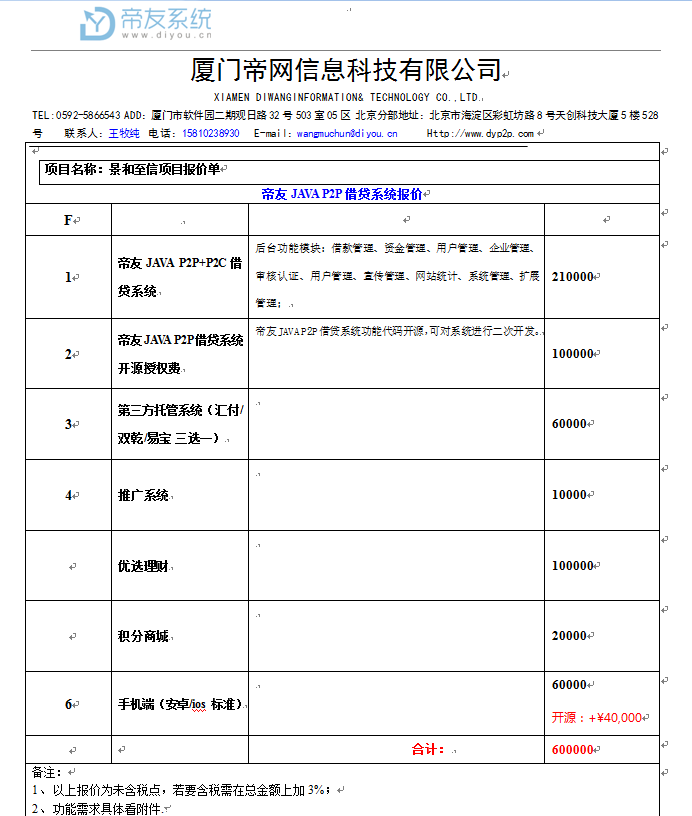 帝友系统
www.diyou.cn
厦门帝网信息科技有限公司
XIAMEN DIWANGINFORMATION& TECHNOLOGY CO.,LTD.
TEL:0592-5866543 ADD: 厦门市软件园二期观日路 32 号 503 室 05 区 北京分部地址: 北京市海淀区彩虹坊路 8 号天创科技大厦 5 楼 528
号 联系人：王牧纯 电话：15810238930 E-mail：wangmuchun@diyou.cn Http://www.dyp2p.com
项目名称：景和至信项目报价单
帝友 JAVA P2P 借贷系统报价
F
1
帝友 JAVA P2P+P2C 借
贷系统
后台功能模块：借款管理、资金管理、用户管理、企业管理、
审核认证、用户管理、宣传管理、网站统计、系统管理、扩展
管理；
210000
2
帝友 JAVA P2P借贷系统
开源授权费
帝友 JAVA P2P 借贷系统功能代码开源,可对系统进行二次开发。
100000
3
第三方托管系统（汇付/
双乾/易宝 三选一）
60000
4
推广系统
10000
优选理财
100000
积分商城
20000
6
手机端（安卓/ios 标准）
60000
开源：+¥40,000
合计：
600000
备注：
1、以上报价为未含税点，若要含税需在总金额上加 3%；
2、功能需求具体看附件.